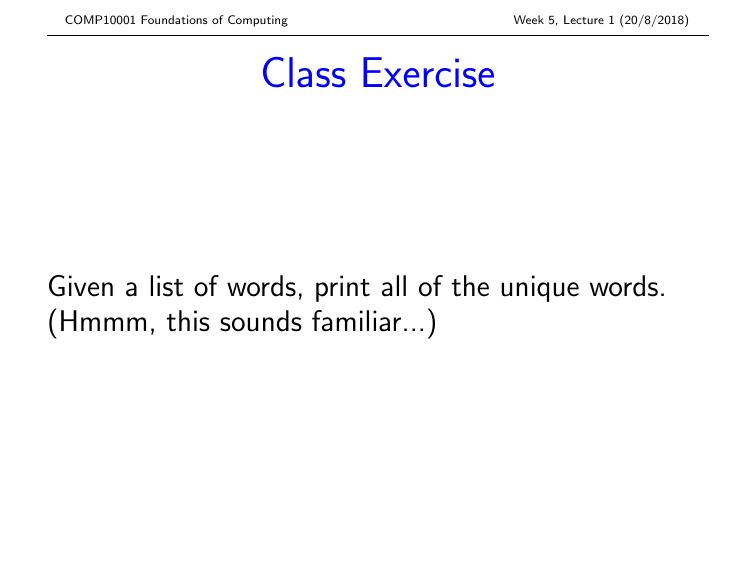 COMP10001 Foundations of Computing
Week 5, Lecture 1 (20/8/2018)
Class Exercise
Given a list of words, print all of the unique words.
(Hmmm, this sounds familiar...)